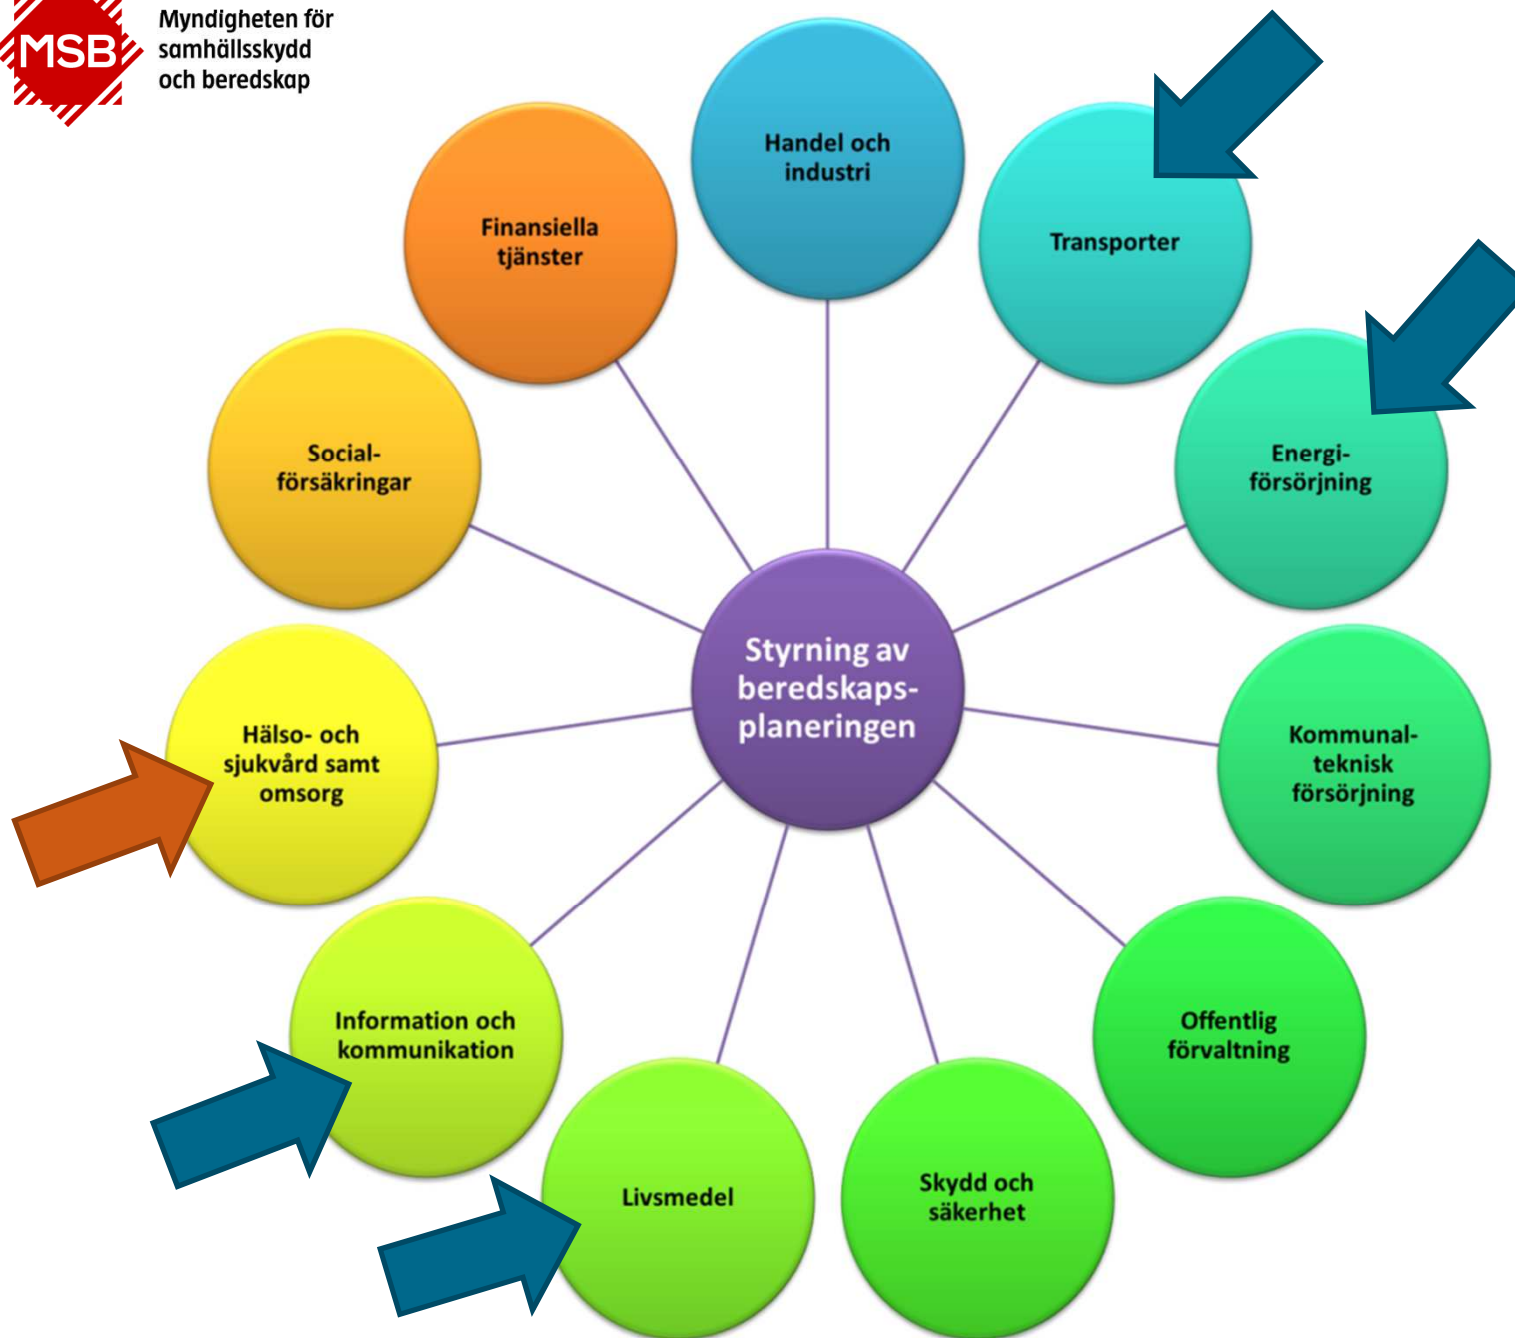 MSB
Myndigheten för
samhällsskydd
och beredskap
Handel och
industri
Transporter
Energi-
försörjning
Kommunal-
teknisk
försörjning
Offentlig
förvaltning
Skydd och
säkerhet
Livsmedel
Information och
kommunikation
Hälso- och
sjukvård samt
omsorg
Social-
försäkringar
Finansiella
tjänster
Styrning av
beredskaps-
planeringen